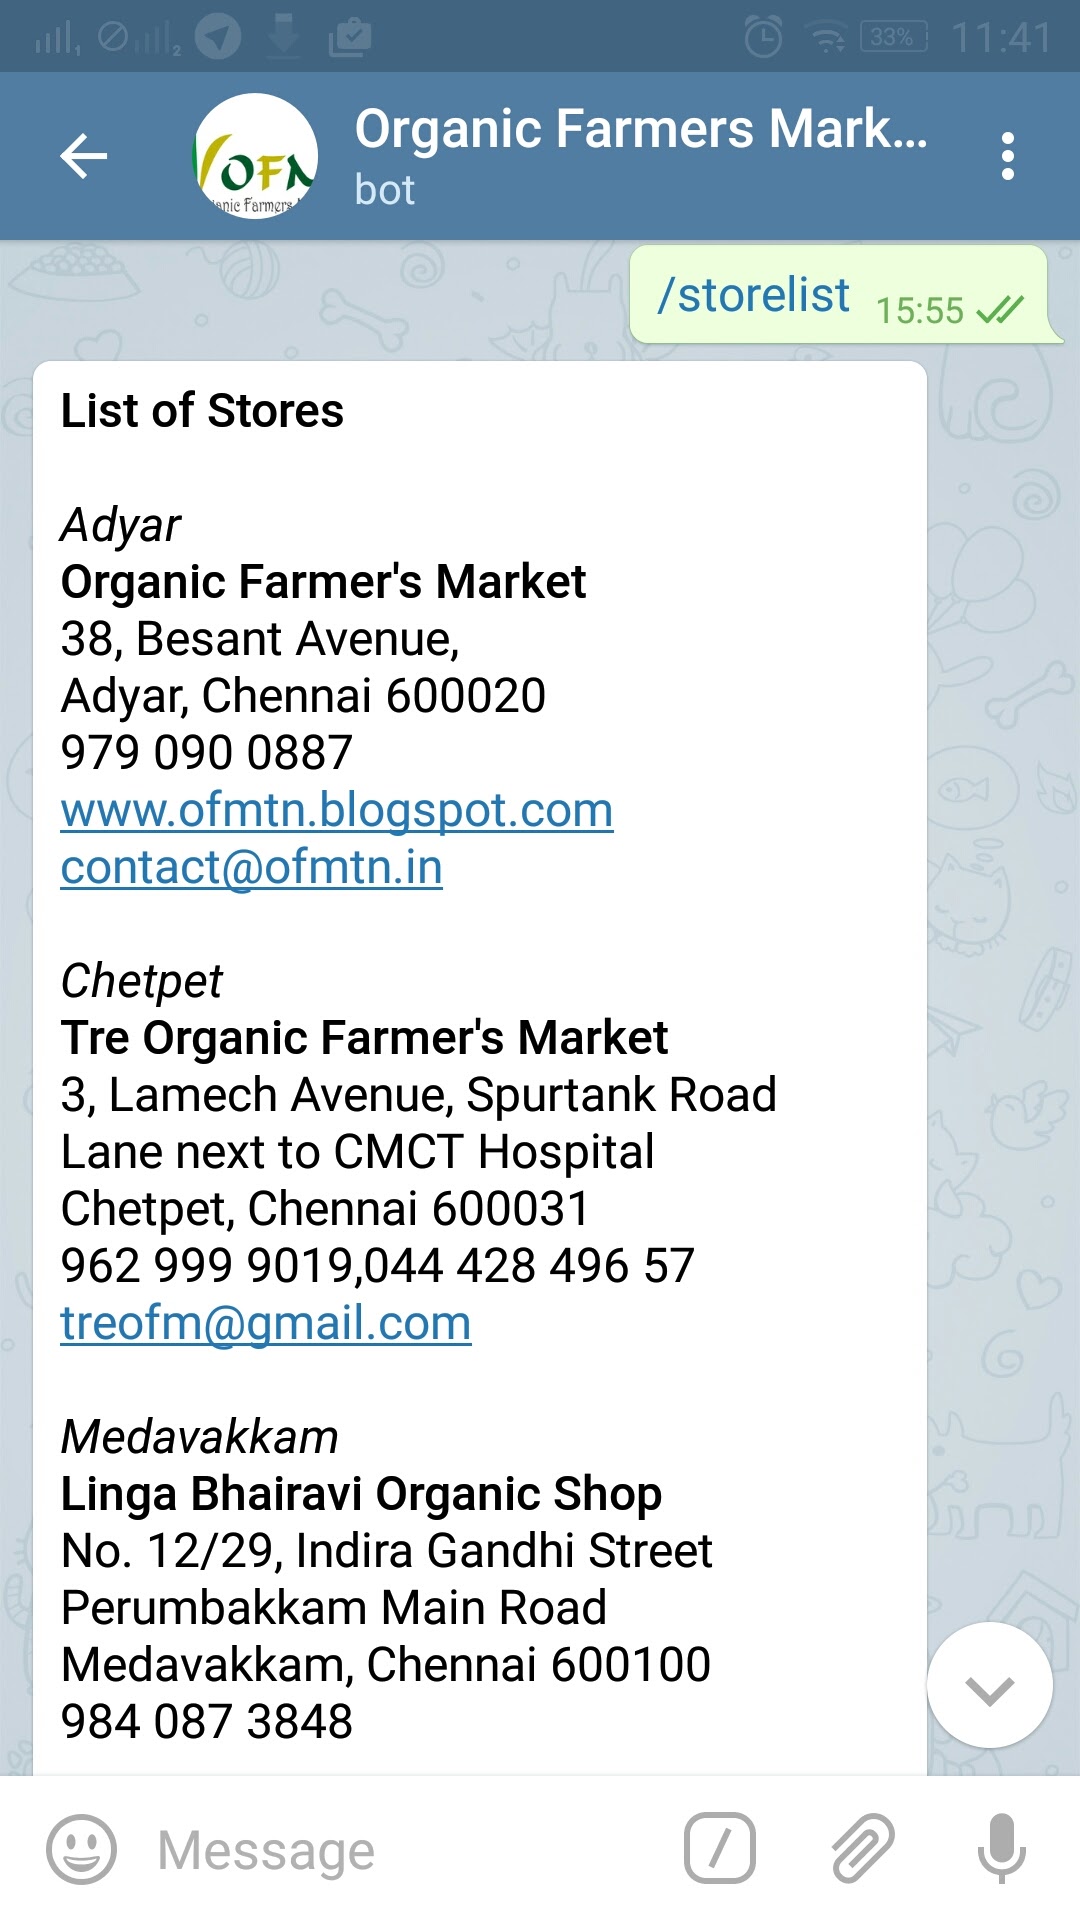 11:41
33%
1
2
Organic Farmers Mark...
bot
OFM
anic Farmers
/storelist 15:55
List of Stores
Adyar
Organic Farmer's Market
38, Besant Avenue,
Adyar, Chennai 600020
979 090 0887
www.ofmtn.blogspot.com
contact@ofmtn.in
Chetpet
Tre Organic Farmer's Market
3, Lamech Avenue, Spurtank Road
Lane next to CMCT Hospital
Chetpet, Chennai 600031
962 999 9019,044 428 496 57
treofm@gmail.com
Medavakkam
Linga Bhairavi Organic Shop
No. 12/29, Indira Gandhi Street
Perumbakkam Main Road
Medavakkam, Chennai 600100
984 087 3848
Message